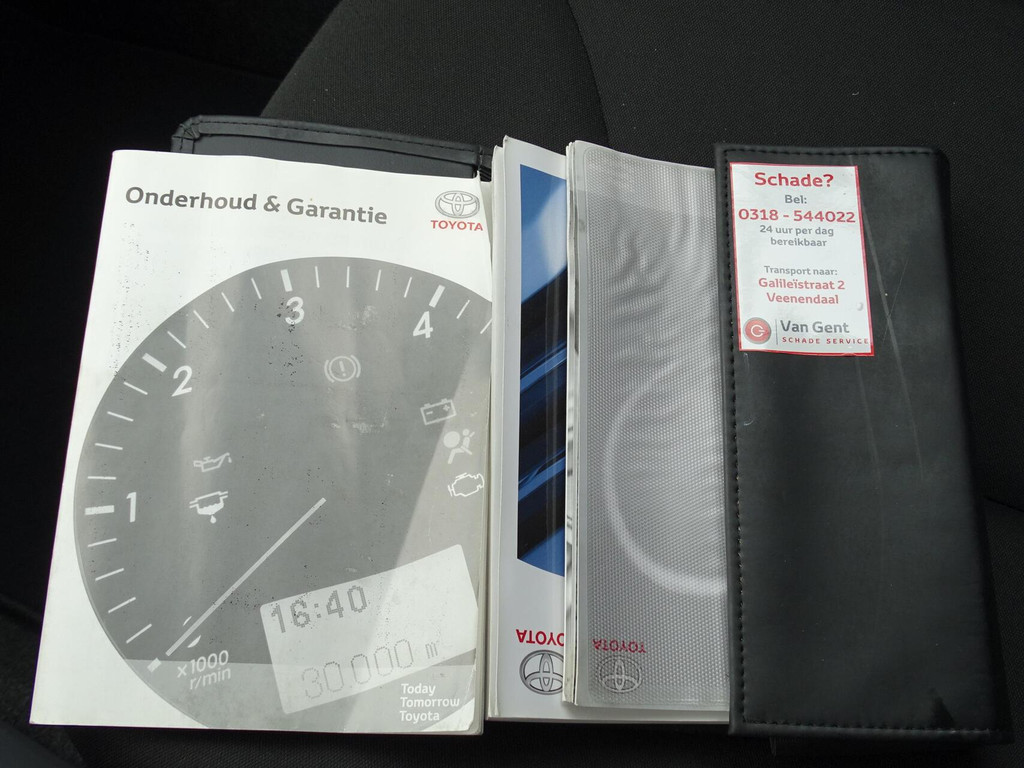 Onderhoud & Garantie
TOYOTA
1
2
3
4
x1000
r/min
16:40
30.000 m
Today
Tomorrow
Toyota
TOYOTA
TOYOTA
Schade?
Bel:
0318 - 544022
24 uur per dag
bereikbaar
Transport naar:
Galileïstraat 2
Veenendaal
Van Gent
SCHADE SERVICE